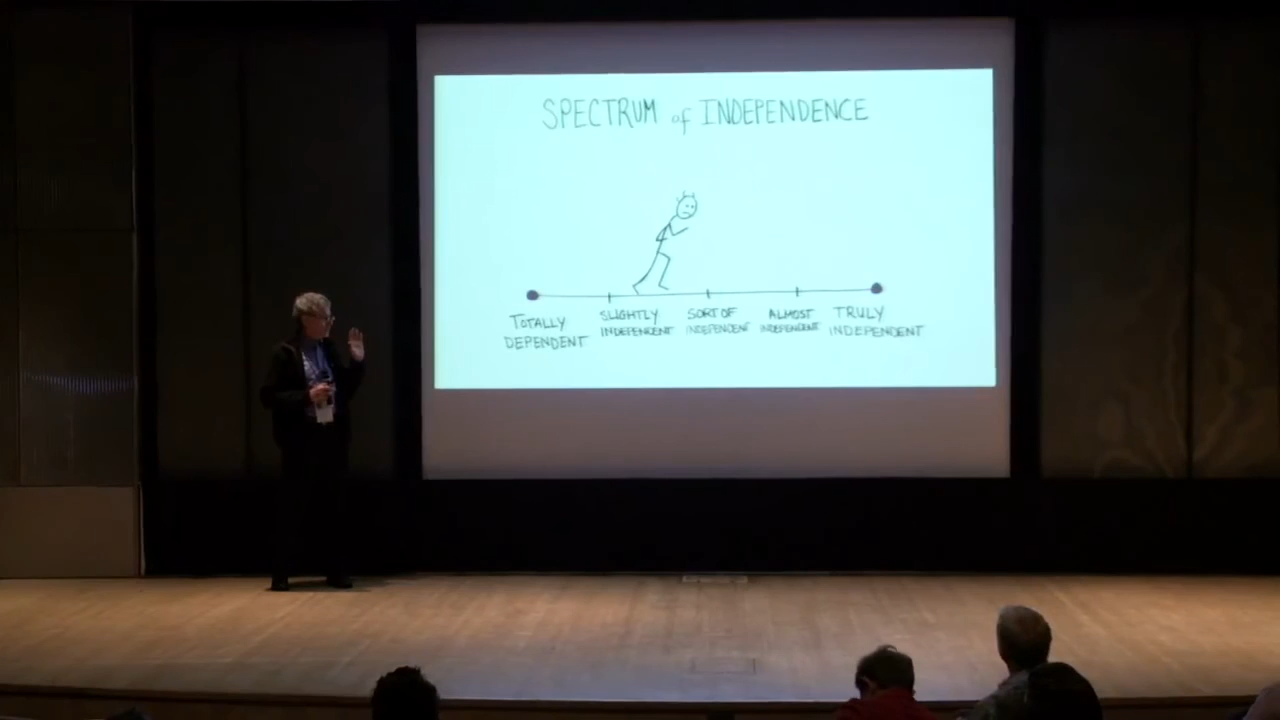 SPECTRUM of INDEPENDENCE
TOTALLY DEPENDENT
SLIGHTLY INDEPENDENT
SORT OF INDEPENDENT
ALMOST INDEPENDENT
TRULY INDEPENDENT